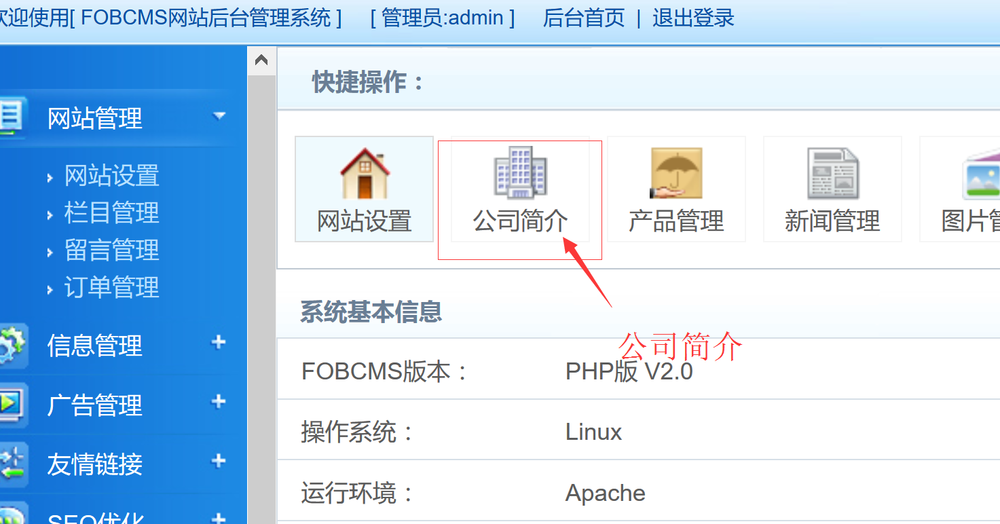 欢迎使用[ FOBCMS网站后台管理系统 ] [ 管理员:admin ] 后台首页 | 退出登录
网站管理
网站设置
栏目管理
留言管理
订单管理
信息管理 +
广告管理 +
友情链接 +
SEO优化 +
快捷操作：
网站设置 公司简介 产品管理 新闻管理 图片管
公司简介
系统基本信息
FOBCMS版本： PHP版 V2.0
操作系统： Linux
运行环境： Apache